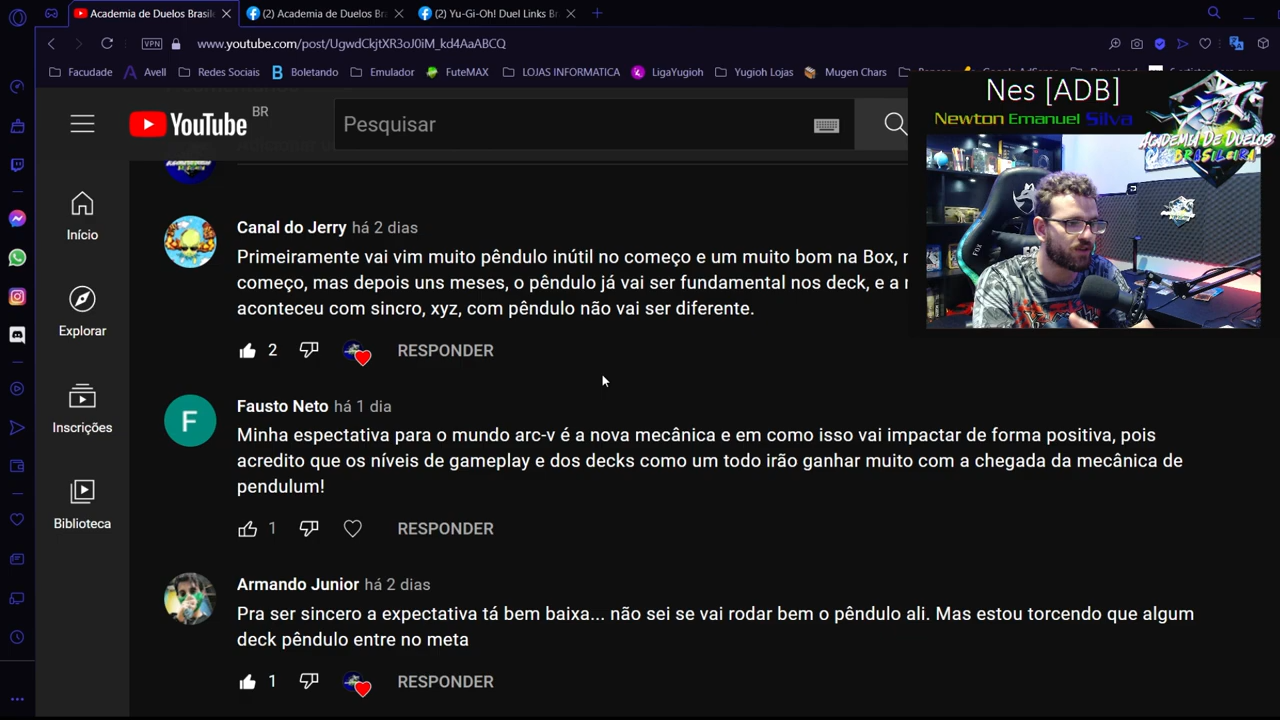 Academia de Duelos Brasile
(2) Academia de Duelos Bra
(2) Yu-Gi-Oh! Duel Links Br
VPN
www.youtube.com/post/UgwdCkjtXR3oJ0iM_kd4AaABCQ
Facudade
Avell
Redes Sociais
Boletando
Emulador
FuteMAX
LOJAS INFORMATICA
LigaYugioh
Yugioh Lojas
Mugen Chars
Nes [ADB]
Newton Emanuel Silva
ACADEMIA DE DUELOS
BRASILEIRA
YouTube
BR
Pesquisar
Início
Explorar
Inscrições
Biblioteca
Canal do Jerry há 2 dias
Primeiramente vai vim muito pêndulo inútil no começo e um muito bom na Box,
começo, mas depois uns meses, o pêndulo já vai ser fundamental nos deck, e a
aconteceu com sincro, xyz, com pêndulo não vai ser diferente.
2
RESPONDER
F
Fausto Neto há 1 dia
Minha espectativa para o mundo arc-v é a nova mecânica e em como isso vai impactar de forma positiva, pois
acredito que os níveis de gameplay e dos decks como um todo irão ganhar muito com a chegada da mecânica de
pendulum!
1
RESPONDER
Armando Junior há 2 dias
Pra ser sincero a expectativa tá bem baixa... não sei se vai rodar bem o pêndulo ali. Mas estou torcendo que algum
deck pêndulo entre no meta
1
RESPONDER